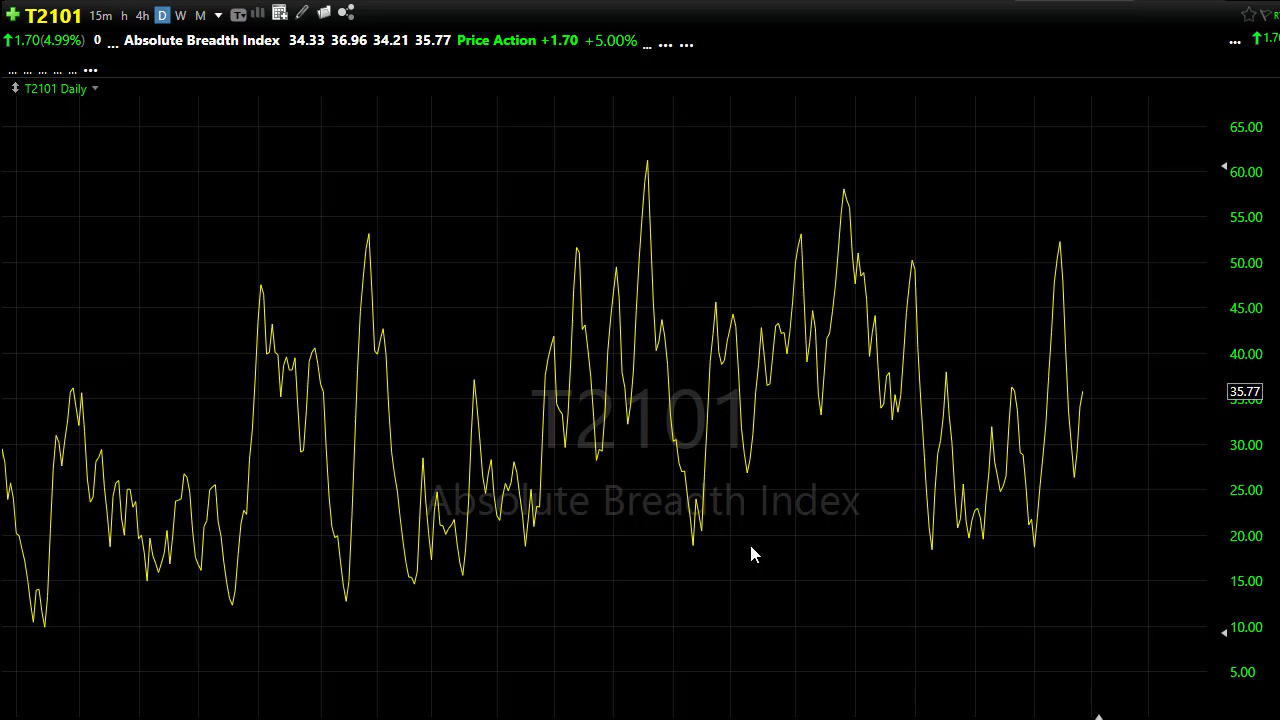 T2101 15m h 4h D W M
1.70(4.99%) 0 ... Absolute Breadth Index 34.33 36.96 34.21 35.77 Price Action +1.70 +5.00% ... ... ... ...
... ... ... ... ... ...
T2101 Daily
65.00
60.00
55.00
50.00
45.00
40.00
35.77
30.00
25.00
20.00
15.00
10.00
5.00
T2101
Absolute Breadth Index